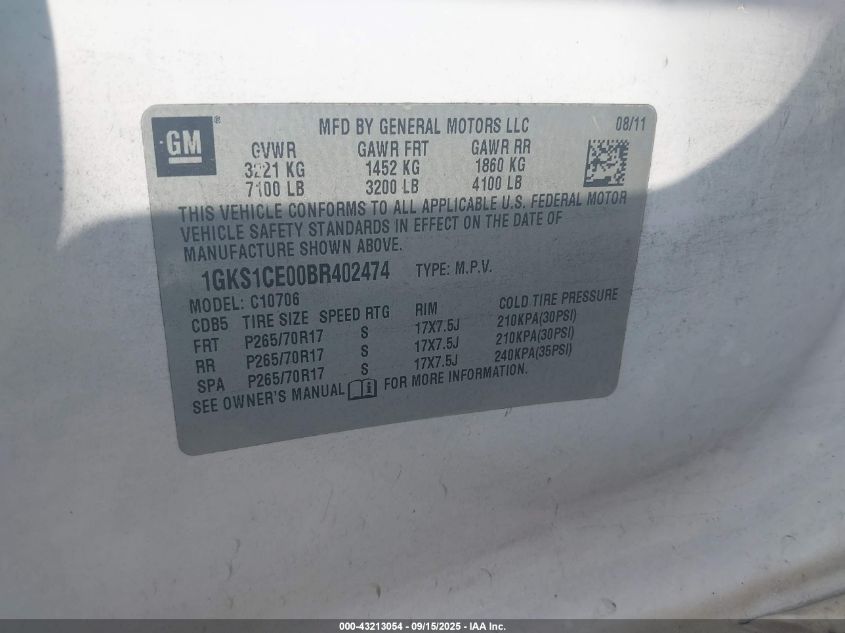 GM ®
MFD BY GENERAL MOTORS LLC 08/11
GVWR GAWR FRT GAWR RR
3221 KG 1452 KG 1860 KG
7100 LB 3200 LB 4100 LB
THIS VEHICLE CONFORMS TO ALL APPLICABLE U.S. FEDERAL MOTOR
VEHICLE SAFETY STANDARDS IN EFFECT ON THE DATE OF
MANUFACTURE SHOWN ABOVE.
1GKS1CE00BR402474 TYPE: M.P.V.
MODEL: C10706
CDB5 TIRE SIZE SPEED RTG RIM COLD TIRE PRESSURE
FRT P265/70R17 S 17X7.5J 210KPA(30PSI)
RR P265/70R17 S 17X7.5J 210KPA(30PSI)
SPA P265/70R17 S 17X7.5J 240KPA(35PSI)
SEE OWNER'S MANUAL i FOR MORE INFORMATION.
000-43213054 - 09/15/2025 - IAA Inc.